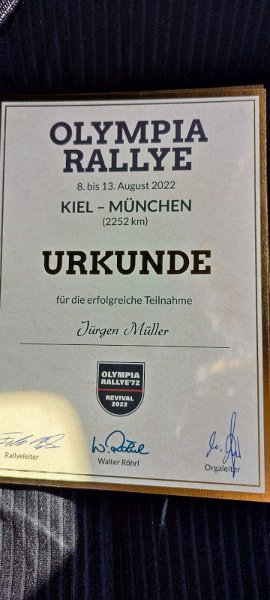 OLYMPIA
RALLYE
8. bis 13. August 2022
KIEL – MÜNCHEN
(2252 km)
URKUNDE
für die erfolgreiche Teilnahme
Jürgen Müller
OLYMPIA
RALLYE'72
REVIVAL
2022
W. Röhrl
Rallyeleiter
Walter Röhrl
Orgaleiter